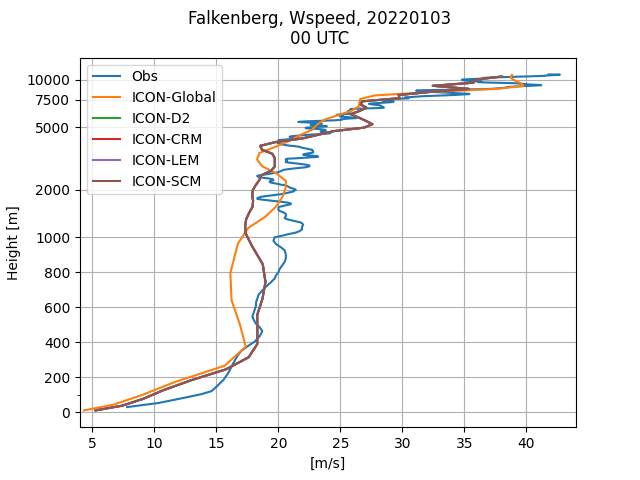 Falkenberg, Wspeed, 20220103
00 UTC
Obs
ICON-Global
ICON-D2
ICON-CRM
ICON-LEM
ICON-SCM
10000
7500
5000
2000
1000
800
600
400
200
0
Height [m]
5 10 15 20 25 30 35 40
[m/s]